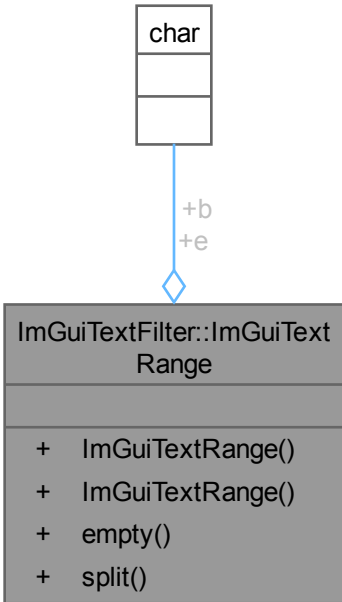 char
+b
+e
ImGuiTextFilter::ImGuiText
Range
+ ImGuiTextRange()
+ ImGuiTextRange()
+ empty()
+ split()